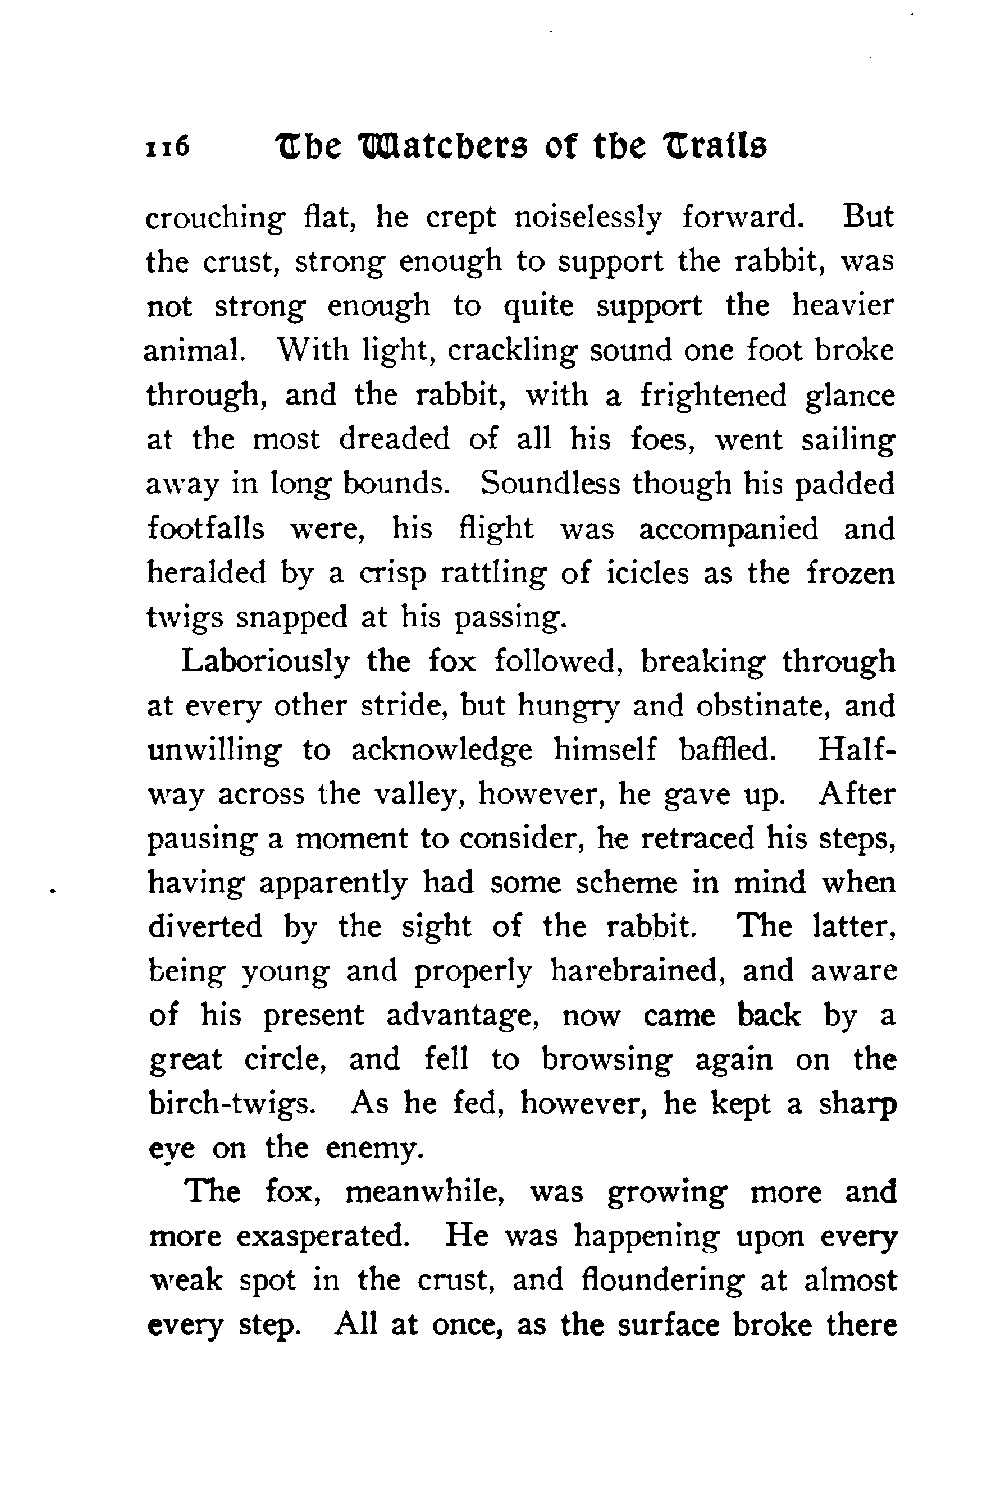 116 The Watchers of the Trails
crouching flat, he crept noiselessly forward. But
the crust, strong enough to support the rabbit, was
not strong enough to quite support the heavier
animal. With light, crackling sound one foot broke
through, and the rabbit, with a frightened glance
at the most dreaded of all his foes, went sailing
away in long bounds. Soundless though his padded
footfalls were, his flight was accompanied and
heralded by a crisp rattling of icicles as the frozen
twigs snapped at his passing.
Laboriously the fox followed, breaking through
at every other stride, but hungry and obstinate, and
unwilling to acknowledge himself baffled. Half-
way across the valley, however, he gave up. After
pausing a moment to consider, he retraced his steps,
having apparently had some scheme in mind when
diverted by the sight of the rabbit. The latter,
being young and properly harebrained, and aware
of his present advantage, now came back by a
great circle, and fell to browsing again on the
birch-twigs. As he fed, however, he kept a sharp
eye on the enemy.
The fox, meanwhile, was growing more and
more exasperated. He was happening upon every
weak spot in the crust, and floundering at almost
every step. All at once, as the surface broke there